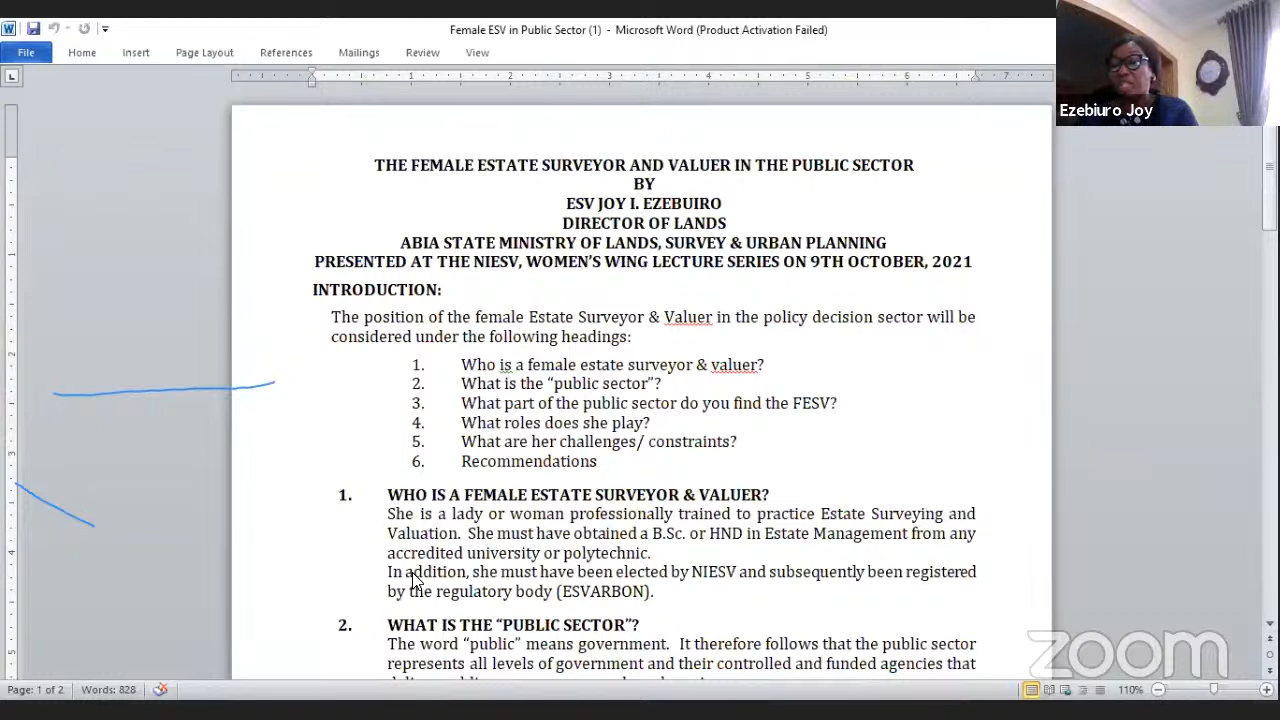 Female ESV in Public Sector (1) - Microsoft Word (Product Activation Failed)
File Home Insert Page Layout References Mailings Review View
1 1 2 3 4 5 6 7
Ezebiuro Joy
THE FEMALE ESTATE SURVEYOR AND VALUER IN THE PUBLIC SECTOR
BY
ESV JOY I. EZEBUIRO
DIRECTOR OF LANDS
ABIA STATE MINISTRY OF LANDS, SURVEY & URBAN PLANNING
PRESENTED AT THE NIESV, WOMEN'S WING LECTURE SERIES ON 9TH OCTOBER, 2021
INTRODUCTION:
The position of the female Estate Surveyor & Valuer in the policy decision sector will be
considered under the following headings:
1. Who is a female estate surveyor & valuer?
2. What is the "public sector"?
3. What part of the public sector do you find the FESV?
4. What roles does she play?
5. What are her challenges/ constraints?
6. Recommendations
1. WHO IS A FEMALE ESTATE SURVEYOR & VALUER?
She is a lady or woman professionally trained to practice Estate Surveying and
Valuation. She must have obtained a B.Sc. or HND in Estate Management from any
accredited university or polytechnic.
In addition, she must have been elected by NIESV and subsequently been registered
by the regulatory body (ESVARBON).
2. WHAT IS THE "PUBLIC SECTOR"?
The word "public" means government. It therefore follows that the public sector
represents all levels of government and their controlled and funded agencies that
zoom
Page: 1 of 2 Words: 828 110%